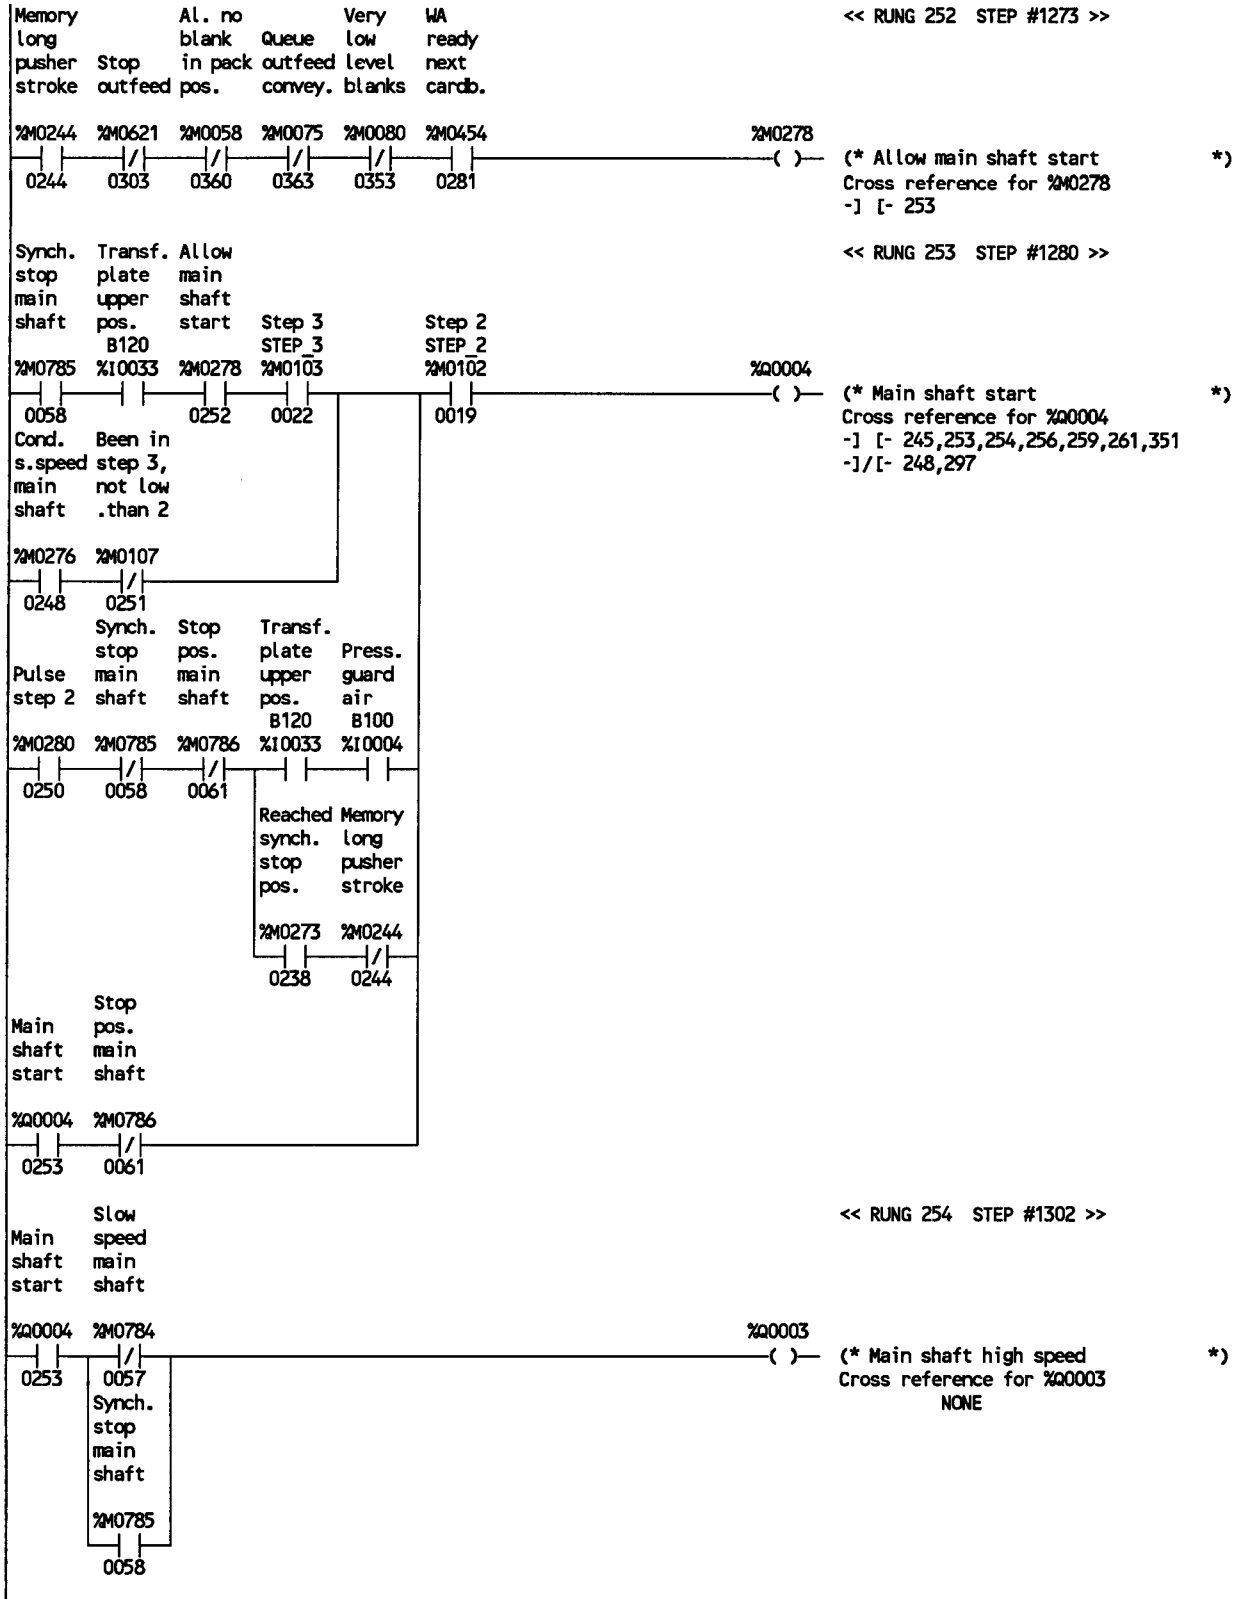 Memory Al. no Very WA << RUNG 252 STEP #1273 >>
long blank Queue low ready
pusher Stop in pack outfeed level next
stroke outfeed pos. convey. blanks cardb.
%M0244 %M0621 %M0058 %M0075 %M0080 %M0454 %M0278
0244 0303 0360 0363 0353 0281 ( ) (* Allow main shaft start *)
Cross reference for %M0278
-] [- 253
Synch. Transf. Allow << RUNG 253 STEP #1280 >>
stop plate main
main upper shaft
shaft pos. start Step 3 Step 2
B120 STEP_3 STEP_2
%M0785 %I0033 %M0278 %M0103 %M0102 %Q0004
( ) (* Main shaft start *)
0058 0252 0022 0019 Cross reference for %Q0004
Cond. Been in -] [- 245,253,254,256,259,261,351
s.speed step 3, -]/[- 248,297
main not low
shaft .than 2
%M0276 %M0107
0248 0251
Synch. Stop Transf.
stop pos. plate Press.
Pulse main main upper guard
step 2 shaft shaft pos. air
B120 B100
%M0280 %M0785 %M0786 %I0033 %I0004
0250 0058 0061
Reached Memory
synch. long
stop pusher
pos. stroke
%M0273 %M0244
0238 0244
Stop
Main pos.
shaft main
start shaft
%Q0004 %M0786
0253 0061
Slow << RUNG 254 STEP #1302 >>
Main speed
shaft main
start shaft
%Q0004 %M0784 %Q0003
( ) (* Main shaft high speed *)
0253 0057 Cross reference for %Q0003
Synch. NONE
stop
main
shaft
%M0785
0058